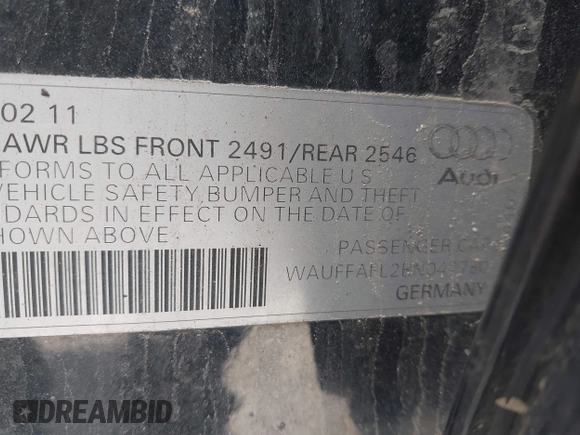 02 11
AWR LBS FRONT 2491/REAR 2546
FORMS TO ALL APPLICABLE U S
VEHICLE SAFETY, BUMPER AND THEFT
DARDS IN EFFECT ON THE DATE OF
HOWN ABOVE.
Audi
PASSENGER CAR
GERMANY
DREAMBID